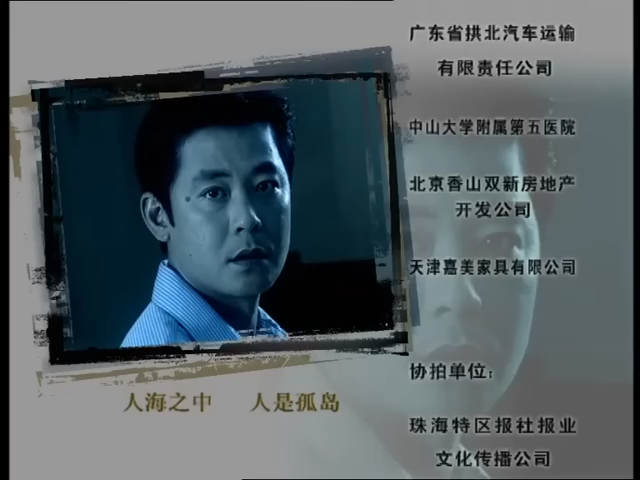 广东省拱北汽车运输
有限责任公司
中山大学附属第五医院
北京香山双新房地产
开发公司
天津嘉美家具有限公司
协拍单位:
珠海特区报社报业
文化传播公司
人海之中 人是孤岛